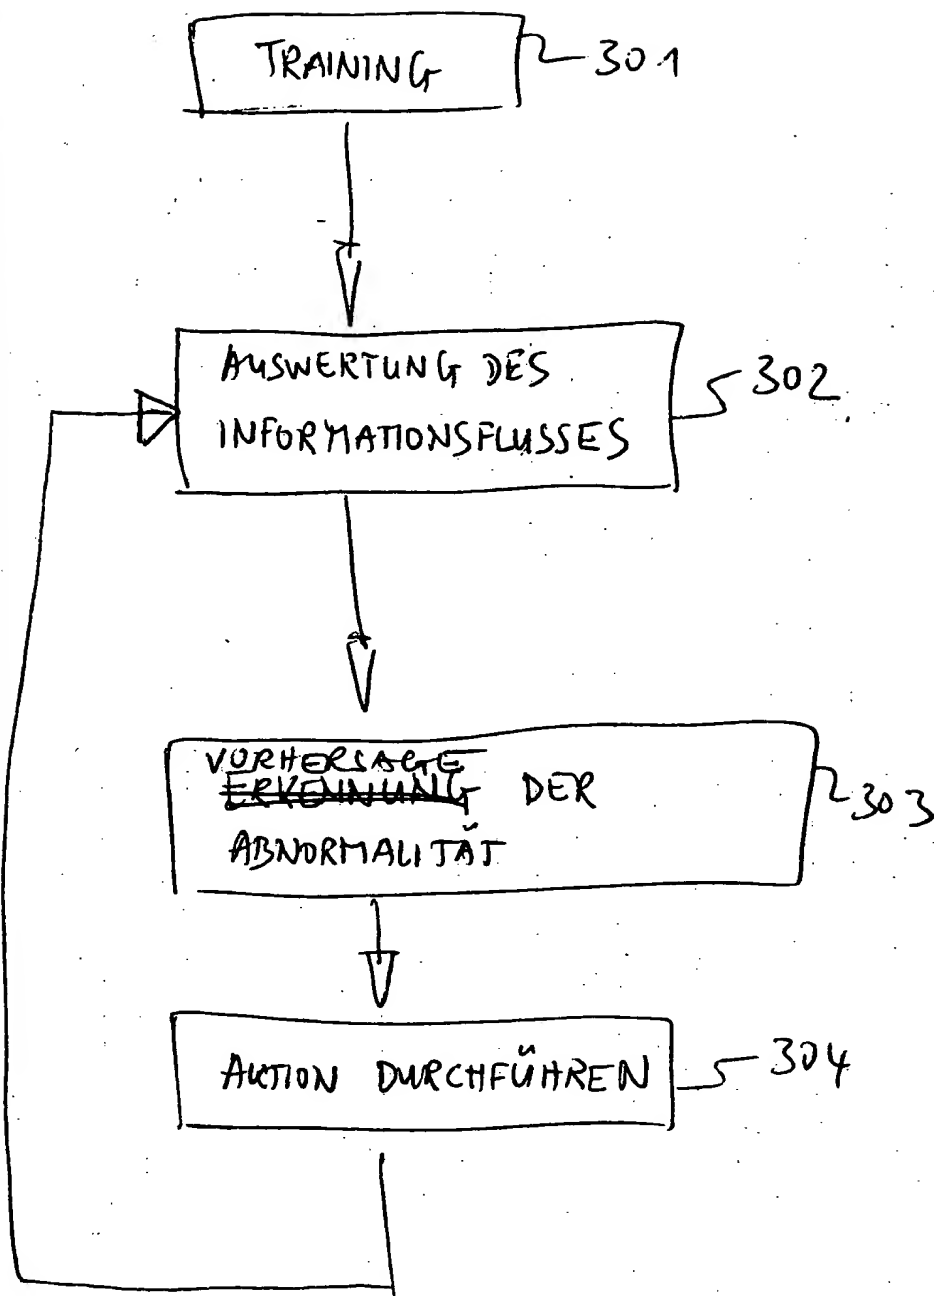 TRAINING
301
AUSWERTUNG DES
INFORMATIONSFLUSSES
302
VORHERSAGE
ERKENNUNG DER
ABNORMALITÄT
303
AKTION DURCHFÜHREN
304